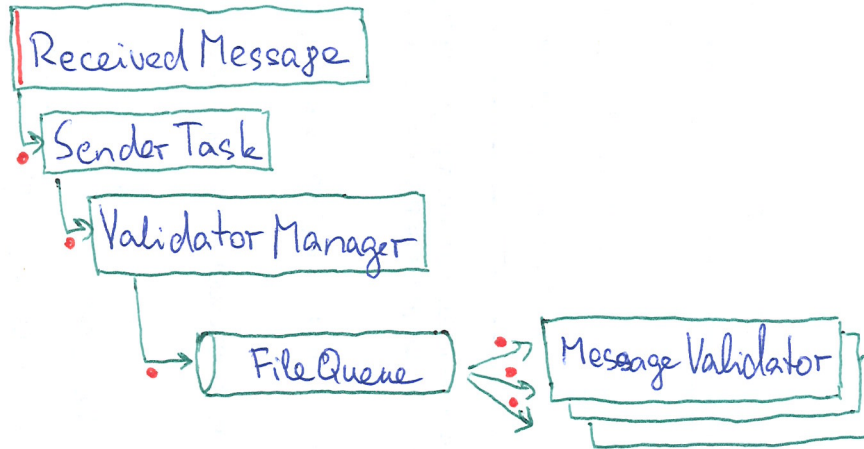 Received Message
Sender Task
Validator Manager
File Queue
Message Validator